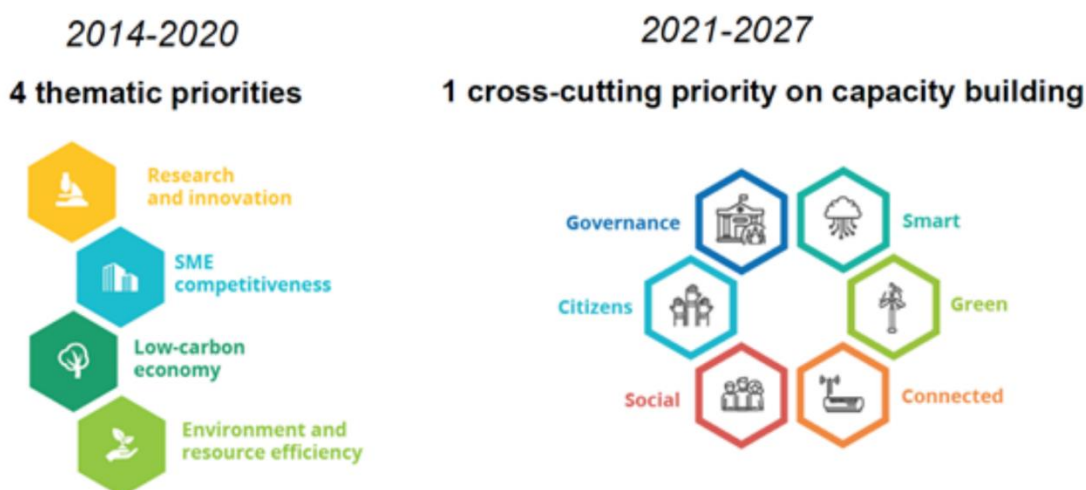 2014-2020
4 thematic priorities
Research
and innovation
SME
competitiveness
Low-carbon
economy
Environment and
resource efficiency
2021-2027
1 cross-cutting priority on capacity building
Governance
Smart
Citizens
Green
Social
Connected